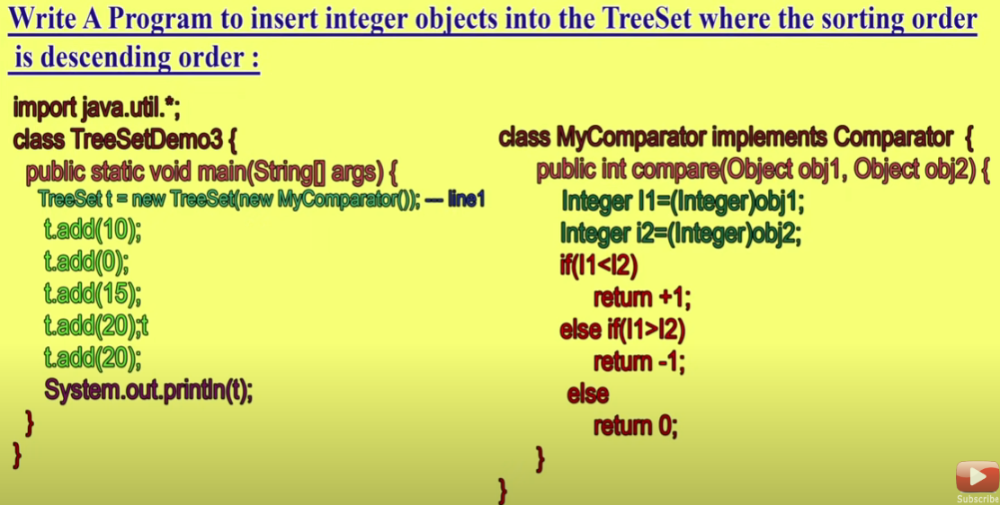 Write A Program to insert integer objects into the TreeSet where the sorting order
is descending order :
import java.util.*;
class TreeSetDemo3 {
public static void main(String[] args) {
TreeSet t = new TreeSet(new MyComparator()); --- line1
t.add(10);
t.add(0);
t.add(15);
t.add(20);t
t.add(20);
System.out.println(t);
}
}
class MyComparator implements Comparator {
public int compare(Object obj1, Object obj2) {
Integer I1=(Integer)obj1;
Integer i2=(Integer)obj2;
if(I1<I2)
return +1;
else if(I1>I2)
return -1;
else
return 0;
}
}
Subscribe